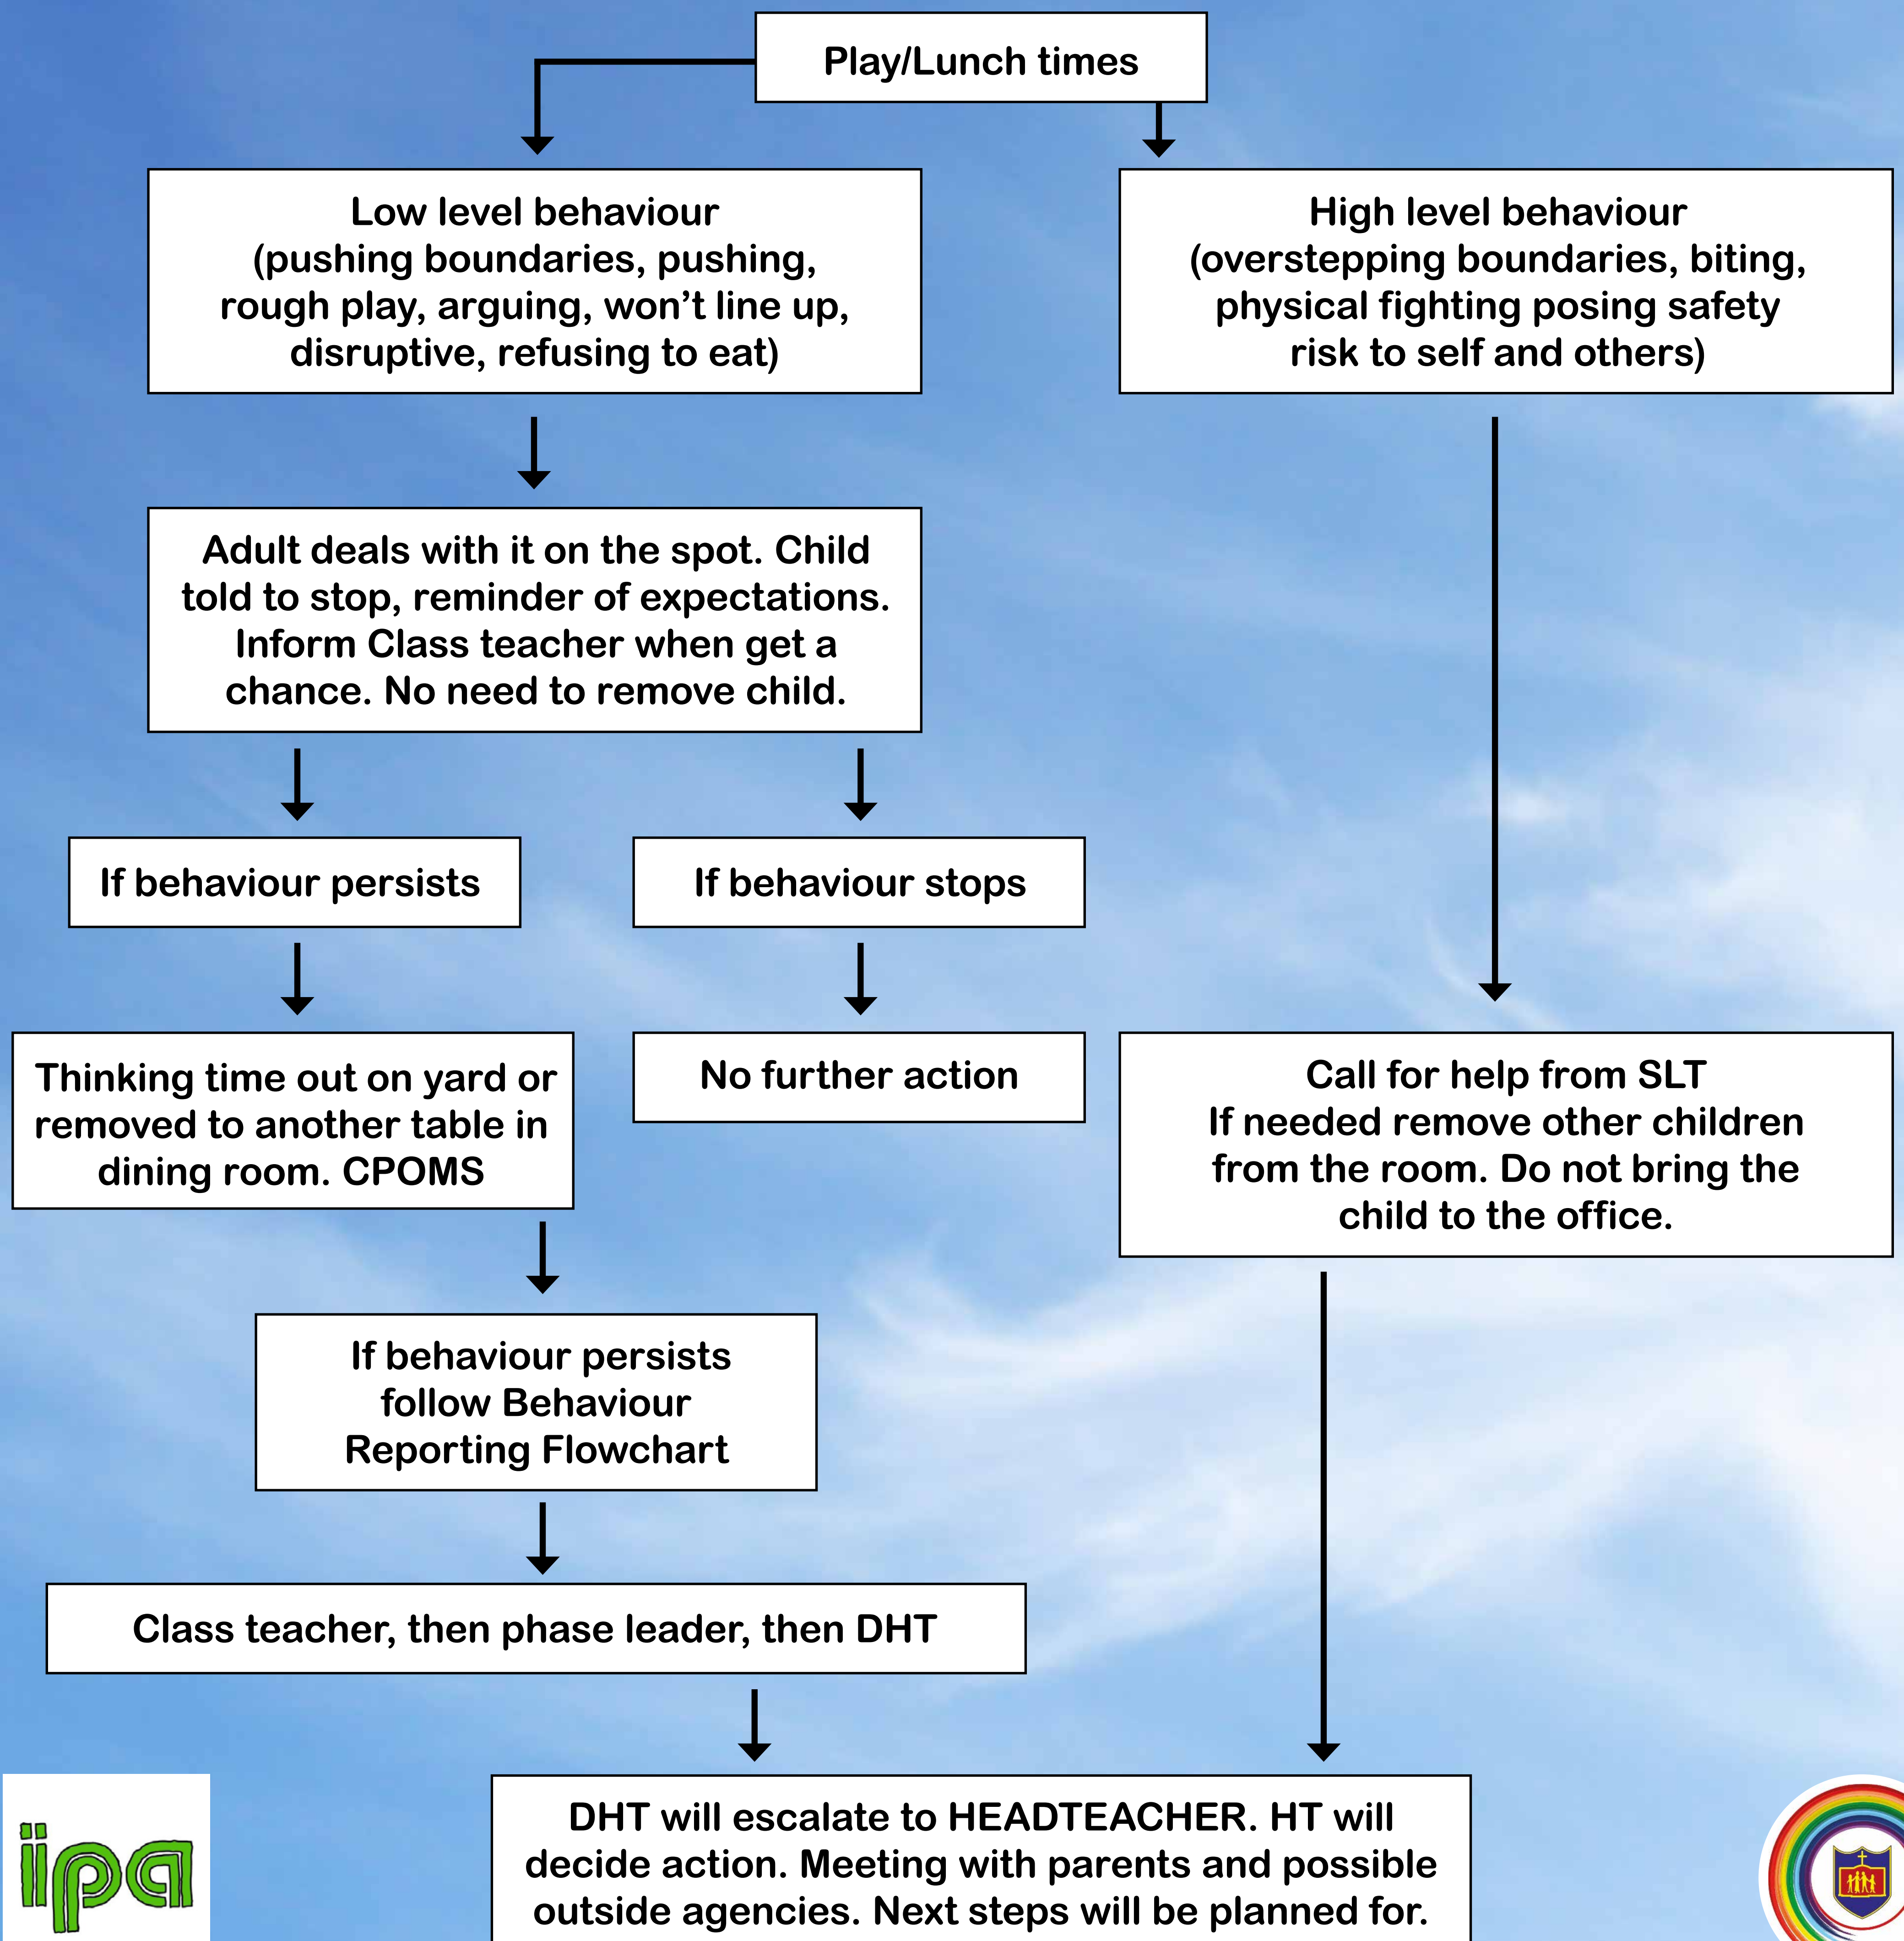 Play/Lunch times
Low level behaviour
(pushing boundaries, pushing,
rough play, arguing, won't line up,
disruptive, refusing to eat)
High level behaviour
(overstepping boundaries, biting,
physical fighting posing safety
risk to self and others)
Adult deals with it on the spot. Child
told to stop, reminder of expectations.
Inform Class teacher when get a
chance. No need to remove child.
If behaviour persists
If behaviour stops
Thinking time out on yard or
removed to another table in
dining room. CPOMS
No further action
Call for help from SLT
If needed remove other children
from the room. Do not bring the
child to the office.
If behaviour persists
follow Behaviour
Reporting Flowchart
Class teacher, then phase leader, then DHT
DHT will escalate to HEADTEACHER. HT will
decide action. Meeting with parents and possible
outside agencies. Next steps will be planned for.
iipa